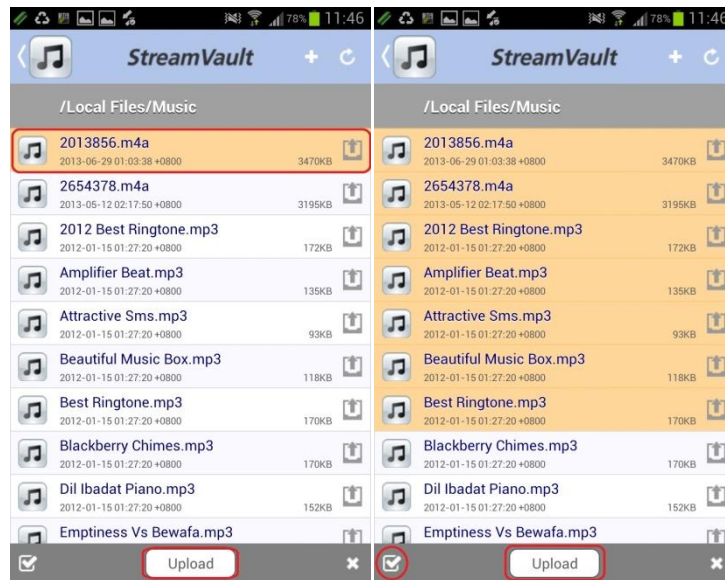 78% 11:46
StreamVault
/Local Files/Music
2013856.m4a
2013-06-29 01:03:38 +0800 3470KB
2654378.m4a
2013-05-12 02:17:50 +0800 3195KB
2012 Best Ringtone.mp3
2012-01-15 01:27:20 +0800 172KB
Amplifier Beat.mp3
2012-01-15 01:27:20 +0800 135KB
Attractive Sms.mp3
2012-01-15 01:27:20 +0800 93KB
Beautiful Music Box.mp3
2012-01-15 01:27:20 +0800 118KB
Best Ringtone.mp3
2012-01-15 01:27:20 +0800 170KB
Blackberry Chimes.mp3
2012-01-15 01:27:20 +0800 170KB
Dil Ibadat Piano.mp3
2012-01-15 01:27:20 +0800 152KB
Emptiness Vs Bewafa.mp3
Upload
78% 11:46
StreamVault
/Local Files/Music
2013856.m4a
2013-06-29 01:03:38 +0800 3470KB
2654378.m4a
2013-05-12 02:17:50 +0800 3195KB
2012 Best Ringtone.mp3
2012-01-15 01:27:20 +0800 172KB
Amplifier Beat.mp3
2012-01-15 01:27:20 +0800 135KB
Attractive Sms.mp3
2012-01-15 01:27:20 +0800 93KB
Beautiful Music Box.mp3
2012-01-15 01:27:20 +0800 118KB
Best Ringtone.mp3
2012-01-15 01:27:20 +0800 170KB
Blackberry Chimes.mp3
2012-01-15 01:27:20 +0800 170KB
Dil Ibadat Piano.mp3
2012-01-15 01:27:20 +0800 152KB
Emptiness Vs Bewafa.mp3
Upload